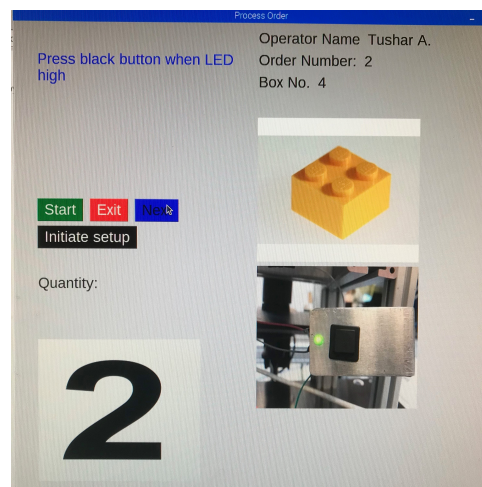 Process Order
Press black button when LED
high
Operator Name Tushar A.
Order Number: 2
Box No. 4
Start
Exit
Next
Initiate setup
Quantity:
2